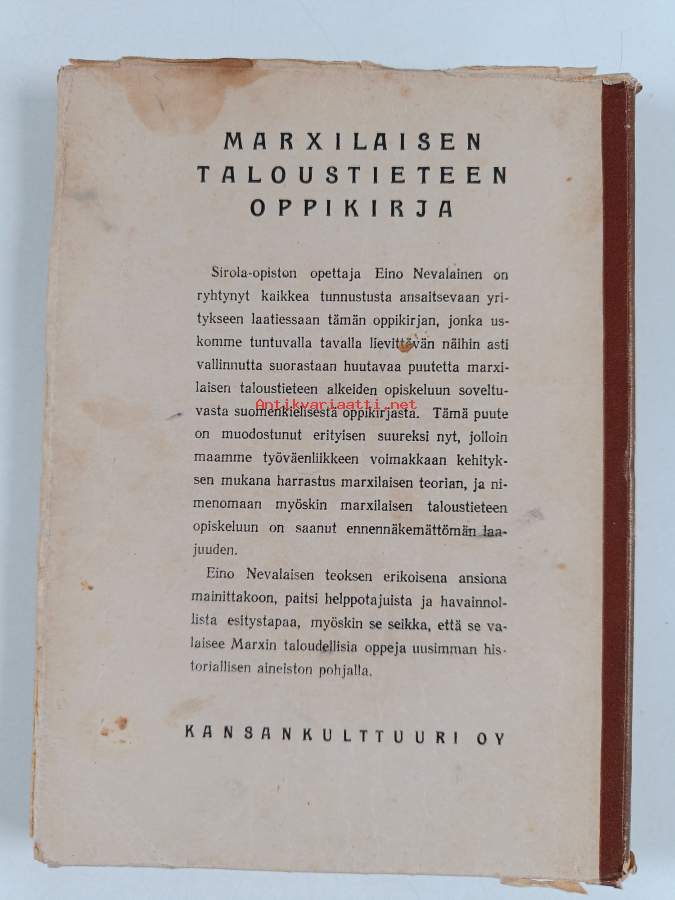 MARXILAISEN
TALOUSTIETEEN
OPPIKIRJA
Sirola-opiston opettaja Eino Nevalainen on
ryhtynyt kaikkea tunnustusta ansaitsevaan yri-
tykseen laatiessaan tämän oppikirjan, jonka us-
komme tuntuvalla tavalla lievittävän näihin asti
vallinnutta suorastaan huutavaa puutetta marxi-
laisen taloustieteen alkeiden opiskeluun soveltu-
Antikvariaatti.net
vasta suomenkielisestä oppikirjasta. Tämä puute
on muodostunut erityisen suureksi nyt, jolloin
maamme työväenliikkeen voimakkaan kehityk-
sen mukana harrastus marxilaisen teorian, ja ni-
menomaan myöskin marxilaisen taloustieteen
opiskeluun on saanut ennennäkemättömän laa-
juuden.
Eino Nevalaisen teoksen erikoisena ansiona
mainittakoon, paitsi helppotajuista ja havainnol-
lista esitystapaa, myöskin se seikka, että se va-
laisee Marxin taloudellisia oppeja uusimman his-
toriallisen aineiston pohjalla.
KANSANKULTTUURI OY